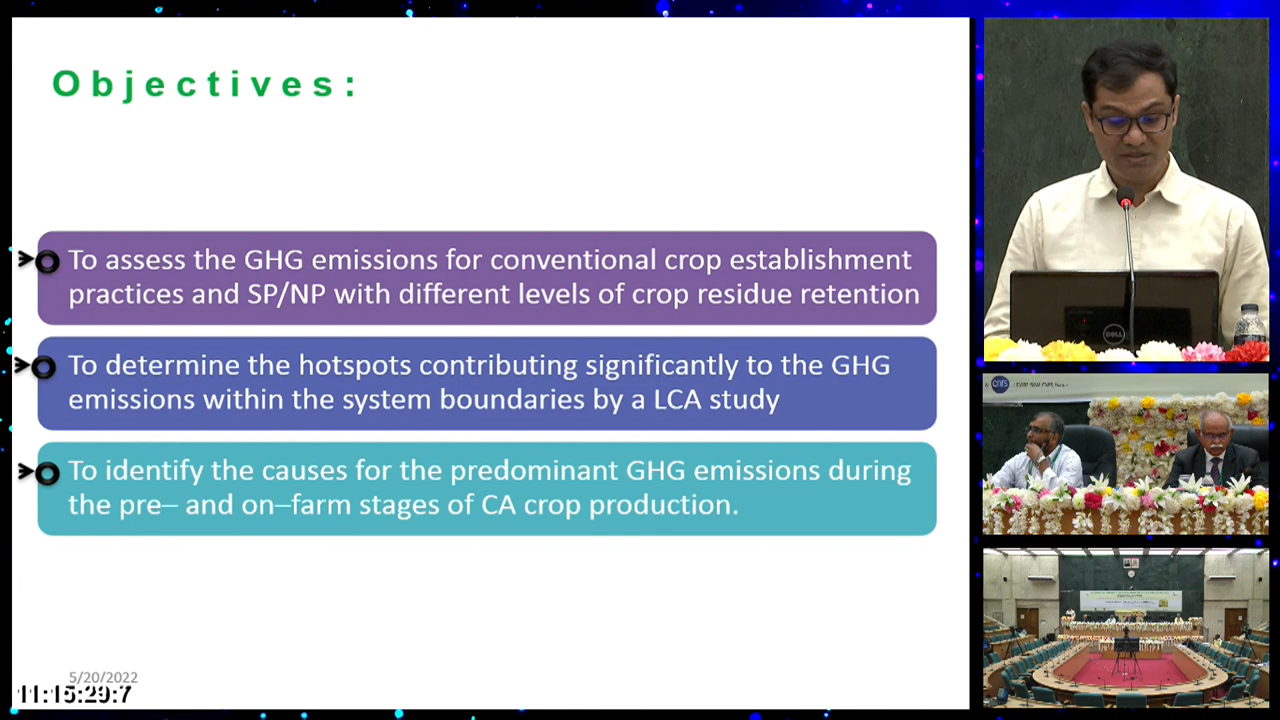 Objectives:
To assess the GHG emissions for conventional crop establishment
practices and SP/NP with different levels of crop residue retention
To determine the hotspots contributing significantly to the GHG
emissions within the system boundaries by a LCA study
To identify the causes for the predominant GHG emissions during
the pre– and on–farm stages of CA crop production.
5/20/2022
11:15:29:7
DELL